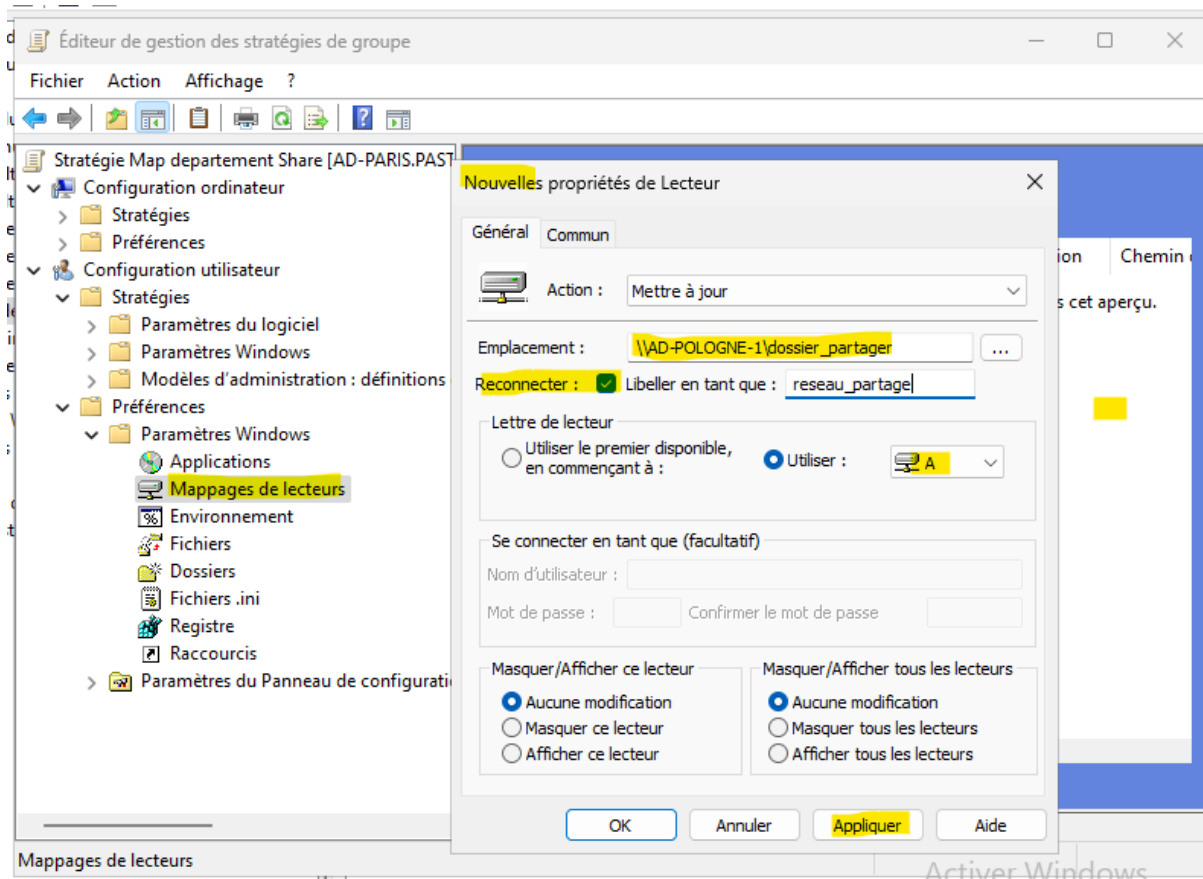 Éditeur de gestion des stratégies de groupe
Fichier Action Affichage ?
Stratégie Map departement Share [AD-PARIS.PAST
Configuration ordinateur
Stratégies
Préférences
Configuration utilisateur
Stratégies
Paramètres du logiciel
Paramètres Windows
Modèles d'administration : définitions
Préférences
Paramètres Windows
Applications
Mappages de lecteurs
Environnement
Fichiers
Dossiers
Fichiers .ini
Registre
Raccourcis
Paramètres du Panneau de configurati
Mappages de lecteurs
Nouvelles propriétés de Lecteur
Général Commun
Action : Mettre à jour
Emplacement : \\AD-POLOGNE-1\dossier_partager ...
Reconnecter : Libeller en tant que : reseau_partage
Lettre de lecteur
Utiliser le premier disponible,
en commençant à :
Utiliser : A
Se connecter en tant que (facultatif)
Nom d'utilisateur :
Mot de passe : Confirmer le mot de passe
Masquer/Afficher ce lecteur
Aucune modification
Masquer ce lecteur
Afficher ce lecteur
Masquer/Afficher tous les lecteurs
Aucune modification
Masquer tous les lecteurs
Afficher tous les lecteurs
OK Annuler Appliquer Aide
ion Chemin
s cet aperçu.
Activer Windows